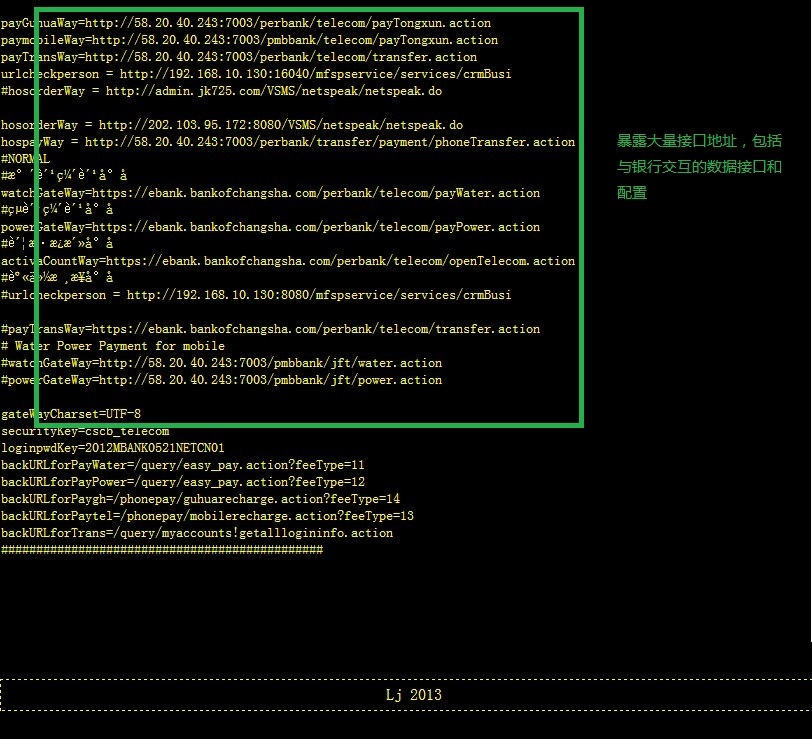 payGuhuaWay=http://58.20.40.243:7003/perbank/telecom/payTongxun.action
paymobileWay=http://58.20.40.243:7003/pmbbank/telecom/payTongxun.action
payTransWay=http://58.20.40.243:7003/perbank/telecom/transfer.action
urlcheckperson = http://192.168.10.130:16040/mfspservice/services/crmBusi
#hosorderWay = http://admin.jk725.com/VSMS/netspeak/netspeak.do
hosorderWay = http://202.103.95.172:8080/VSMS/netspeak/netspeak.do
hospayWay = http://58.20.40.243:7003/perbank/transfer/payment/phoneTransfer.action
暴露大量接口地址，包括
与银行交互的数据接口和
配置
#NORMAL
watchGateWay=https://ebank.bankofchangsha.com/perbank/telecom/payWater.action
powerGateWay=https://ebank.bankofchangsha.com/perbank/telecom/payPower.action
activaCountWay=https://ebank.bankofchangsha.com/perbank/telecom/openTelecom.action
#urlcheckperson = http://192.168.10.130:8080/mfspservice/services/crmBusi
#payTransWay=https://ebank.bankofchangsha.com/perbank/telecom/transfer.action
# Water Power Payment for mobile
#watchGateWay=http://58.20.40.243:7003/pmbbank/jft/water.action
#powerGateWay=http://58.20.40.243:7003/pmbbank/jft/power.action
gateWayCharset=UTF-8
securityKey=cscb_telecom
loginpwdKey=2012MBANK0521NETCN01
backURLforPayWater=/query/easy_pay.action?feeType=11
backURLforPayPower=/query/easy_pay.action?feeType=12
backURLforPaygh=/phonepay/guhuarecharge.action?feeType=14
backURLforPaytel=/phonepay/mobilerecharge.action?feeType=13
backURLforTrans=/query/myaccounts!getalllogininfo.action
##############################################
Lj 2013